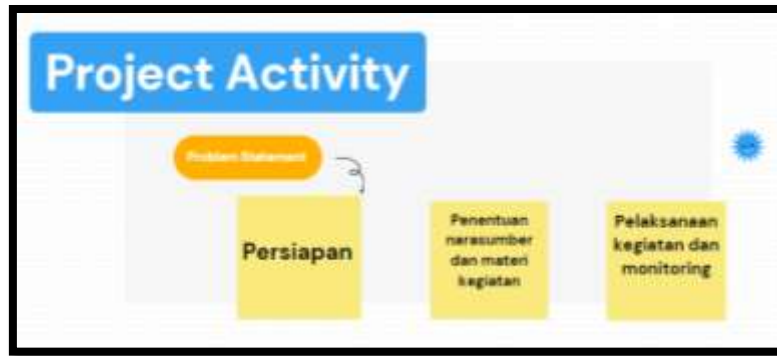 Project Activity
Problem Statement
Persiapan
Penentuan
narasumber
dan materi
kegiatan
Pelaksanaan
kegiatan dan
monitoring